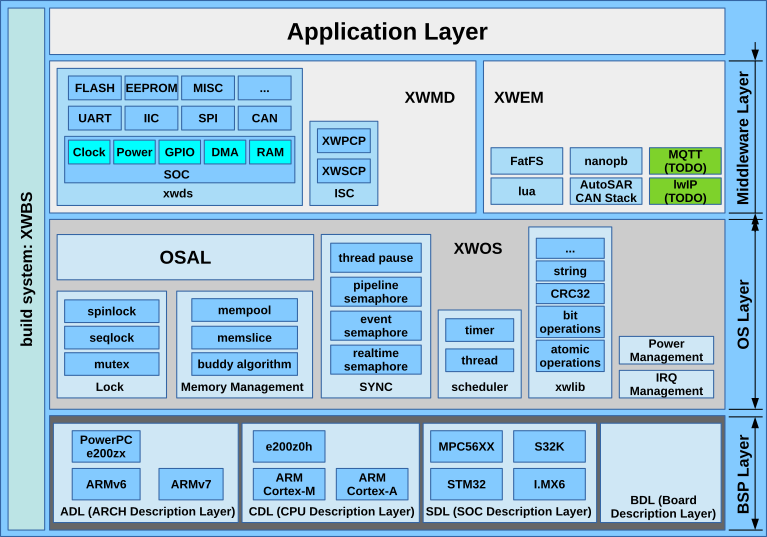 Application Layer
build system: XWBS
Middleware Layer
XWMD
FLASH
EEPROM
MISC
...
UART
IIC
SPI
CAN
Clock
Power
GPIO
DMA
RAM
SOC
xwds
XWPCP
XWSCP
ISC
XWEM
FatFS
nanopb
MQTT
(TODO)
lua
AutoSAR
CAN Stack
lwIP
(TODO)
OS Layer
XWOS
OSAL
spinlock
seqlock
mutex
Lock
mempool
memslice
buddy algorithm
Memory Management
thread pause
pipeline
semaphore
event
semaphore
realtime
semaphore
SYNC
timer
thread
scheduler
...
string
CRC32
bit
operations
atomic
operations
xwlib
Power
Management
IRQ
Management
BSP Layer
PowerPC
e200zx
ARMv6
ARMv7
ADL (ARCH Description Layer)
e200z0h
ARM
Cortex-M
ARM
Cortex-A
CDL (CPU Description Layer)
MPC56XX
S32K
STM32
I.MX6
SDL (SOC Description Layer)
BDL (Board
Description Layer)